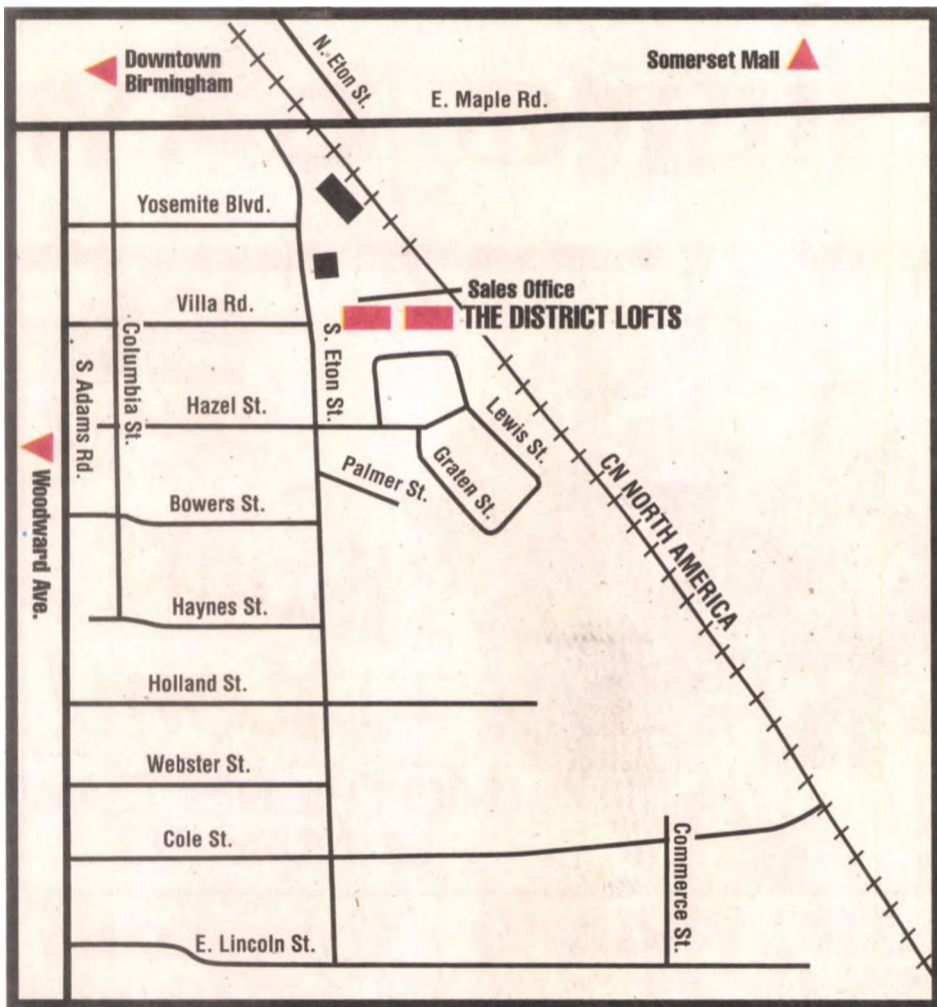 Downtown
Birmingham
N. Eton St.
Somerset Mall
E. Maple Rd.
Yosemite Blvd.
Sales Office
THE DISTRICT LOFTS
Villa Rd.
Columbia St.
S. Eton St.
S Adams Rd.
Hazel St.
Lewis St.
Graten St.
Palmer St.
CN NORTH AMERICA
Woodward Ave.
Bowers St.
Haynes St.
Holland St.
Webster St.
Cole St.
Commerce St.
E. Lincoln St.